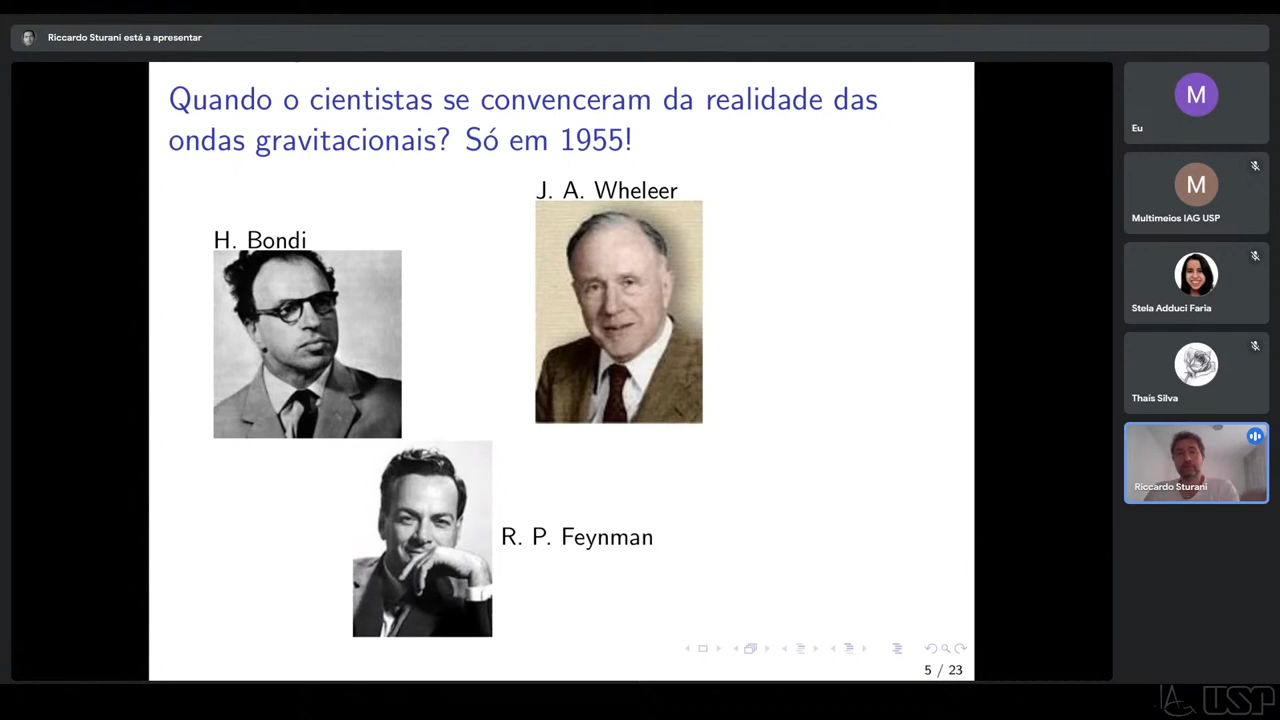 Riccardo Sturani está a apresentar
Quando o cientistas se convenceram da realidade das
ondas gravitacionais? Só em 1955!
J. A. Wheleer
H. Bondi
R. P. Feynman
5 / 23
M
Eu
M
Multimeios IAG USP
Stela Adduci Faria
Thaís Silva
Riccardo Sturani
IAG USP